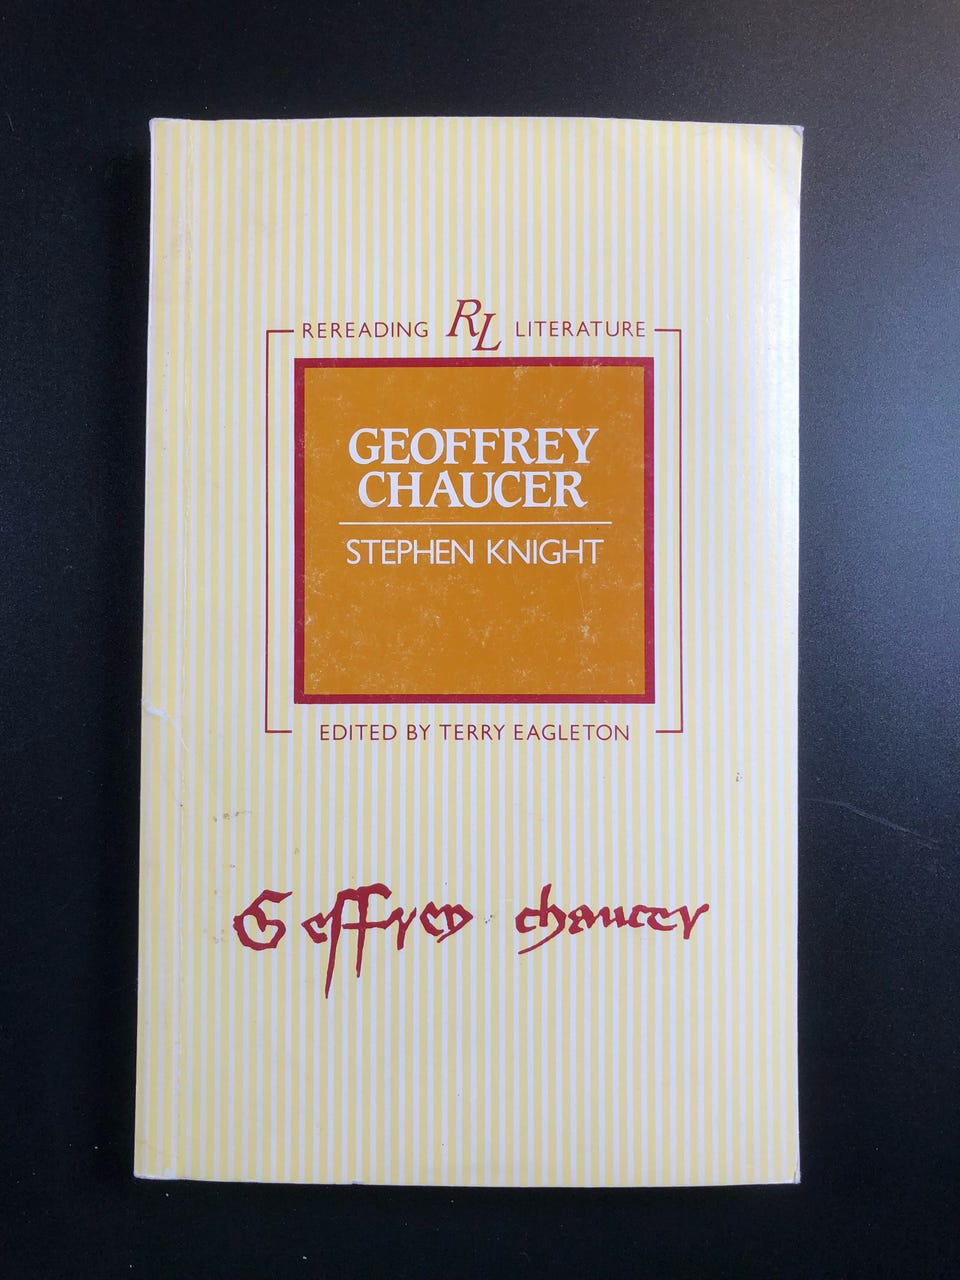 REREADING RL LITERATURE
GEOFFREY
CHAUCER
STEPHEN KNIGHT
EDITED BY TERRY EAGLETON
Geffrey chaucer